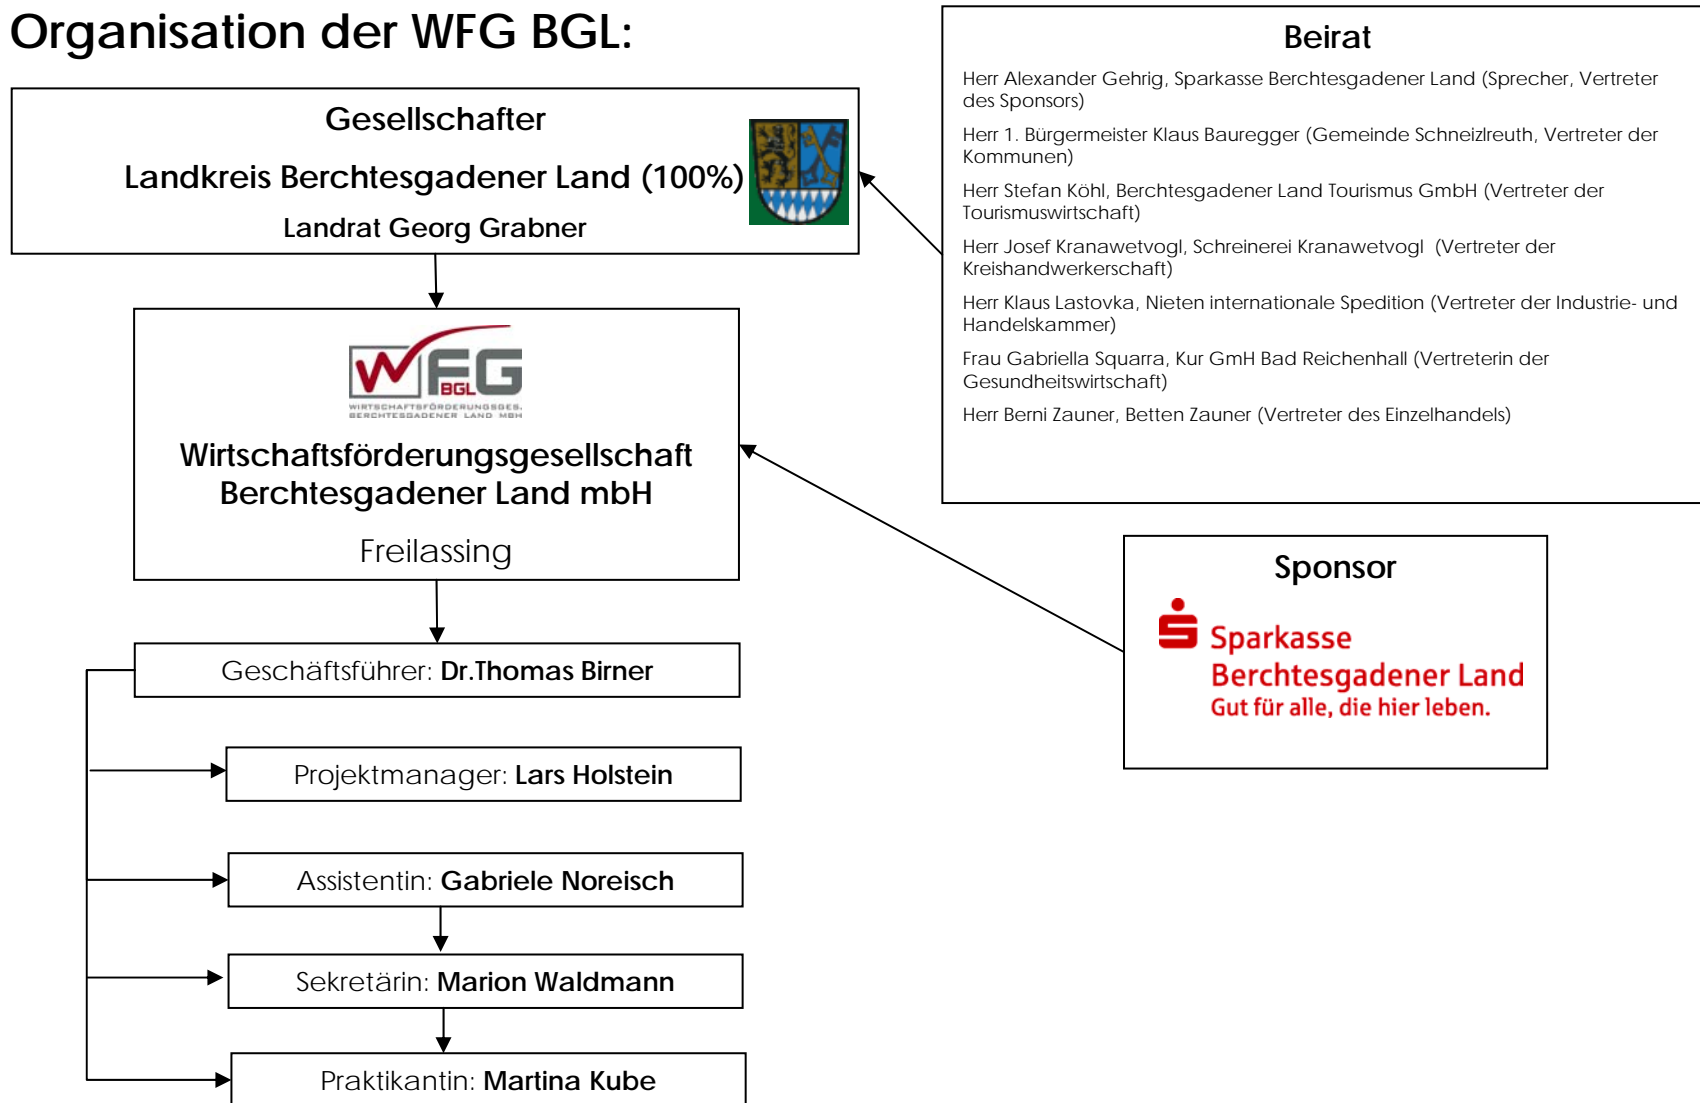 Organisation der WFG BGL:
Gesellschafter
Landkreis Berchtesgadener Land (100%)
Landrat Georg Grabner
WFG
BGL
WIRTSCHAFTSFÖRDERUNGSGES.
BERCHTESGADENER LAND MBH
Wirtschaftsförderungsgesellschaft
Berchtesgadener Land mbH
Freilassing
Geschäftsführer: Dr.Thomas Birner
Projektmanager: Lars Holstein
Assistentin: Gabriele Noreisch
Sekretärin: Marion Waldmann
Praktikantin: Martina Kube
Beirat
Herr Alexander Gehrig, Sparkasse Berchtesgadener Land (Sprecher, Vertreter
des Sponsors)
Herr 1. Bürgermeister Klaus Bauregger (Gemeinde Schneizlreuth, Vertreter der
Kommunen)
Herr Stefan Köhl, Berchtesgadener Land Tourismus GmbH (Vertreter der
Tourismuswirtschaft)
Herr Josef Kranawetvogl, Schreinerei Kranawetvogl (Vertreter der
Kreishandwerkerschaft)
Herr Klaus Lastovka, Nieten internationale Spedition (Vertreter der Industrie- und
Handelskammer)
Frau Gabriella Squarra, Kur GmH Bad Reichenhall (Vertreterin der
Gesundheitswirtschaft)
Herr Berni Zauner, Betten Zauner (Vertreter des Einzelhandels)
Sponsor
Sparkasse
Berchtesgadener Land
Gut für alle, die hier leben.